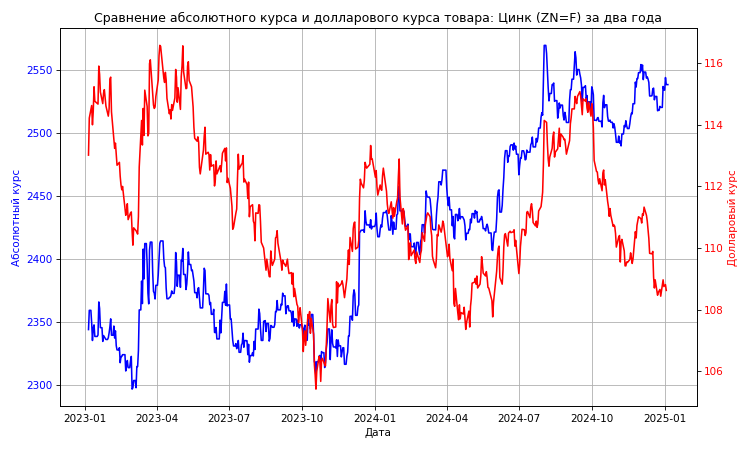 Сравнение абсолютного курса и долларового курса товара: Цинк (ZN=F) за два года
Абсолютный курс
2550
2500
2450
2400
2350
2300
116
114
112
110
108
106
Долларовый курс
2023-01 2023-04 2023-07 2023-10 2024-01 2024-04 2024-07 2024-10 2025-01
Дата